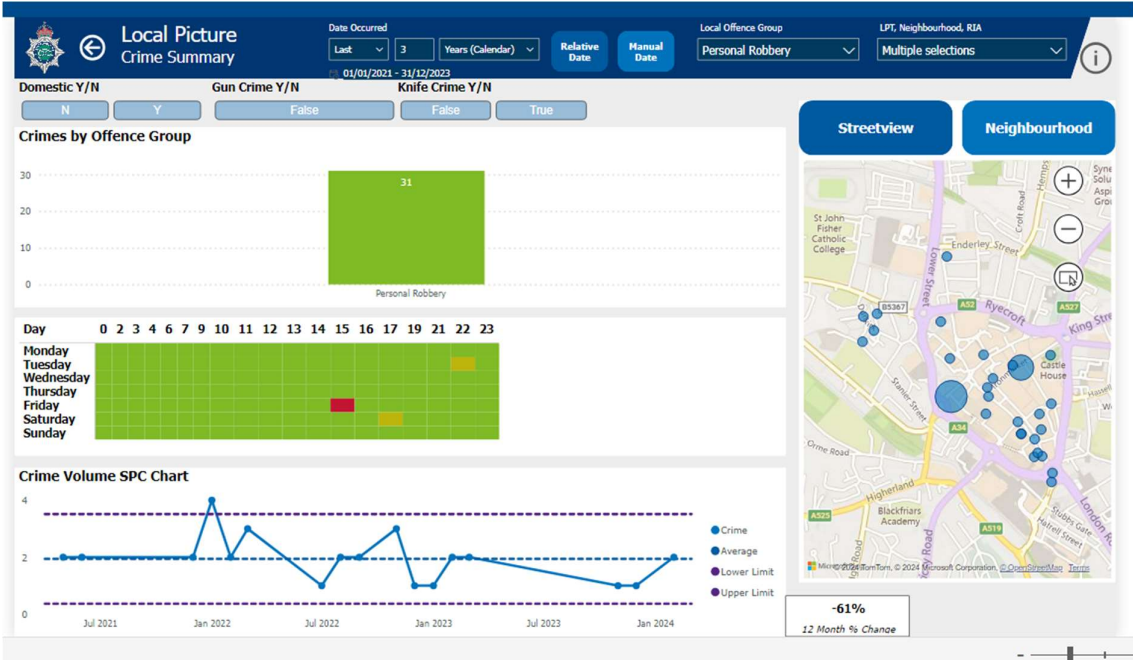 Local Picture
Crime Summary
Date Occurred
Last
3
Years (Calendar)
01/01/2021 - 31/12/2023
Relative
Date
Manual
Date
Local Offence Group
Personal Robbery
LPT, Neighbourhood, RIA
Multiple selections
i
Domestic Y/N
Gun Crime Y/N
Knife Crime Y/N
N
Y
False
False
True
Crimes by Offence Group
30
20
10
0
31
Personal Robbery
Day 0 2 3 4 6 7 9 10 11 12 13 14 15 16 17 19 21 22 23
Monday
Tuesday
Wednesday
Thursday
Friday
Saturday
Sunday
Crime Volume SPC Chart
4
2
0
Jul 2021
Jan 2022
Jul 2022
Jan 2023
Jul 2023
Jan 2024
Crime
Average
Lower Limit
Upper Limit
Streetview
Neighbourhood
St John
Fisher
Catholic
College
Croft Road
Enderley Street
Lower Street
B5367
A52
Ryecroft
A527
Castle
House
Stanier Street
A34
Orme Road
Higherland
Blackfriars
Academy
A525
A519
Stubbs Gate
Hatrell Street
London
© 2024 TomTom, © 2024 Microsoft Corporation, © OpenStreetMap Terms
-61%
12 Month % Change